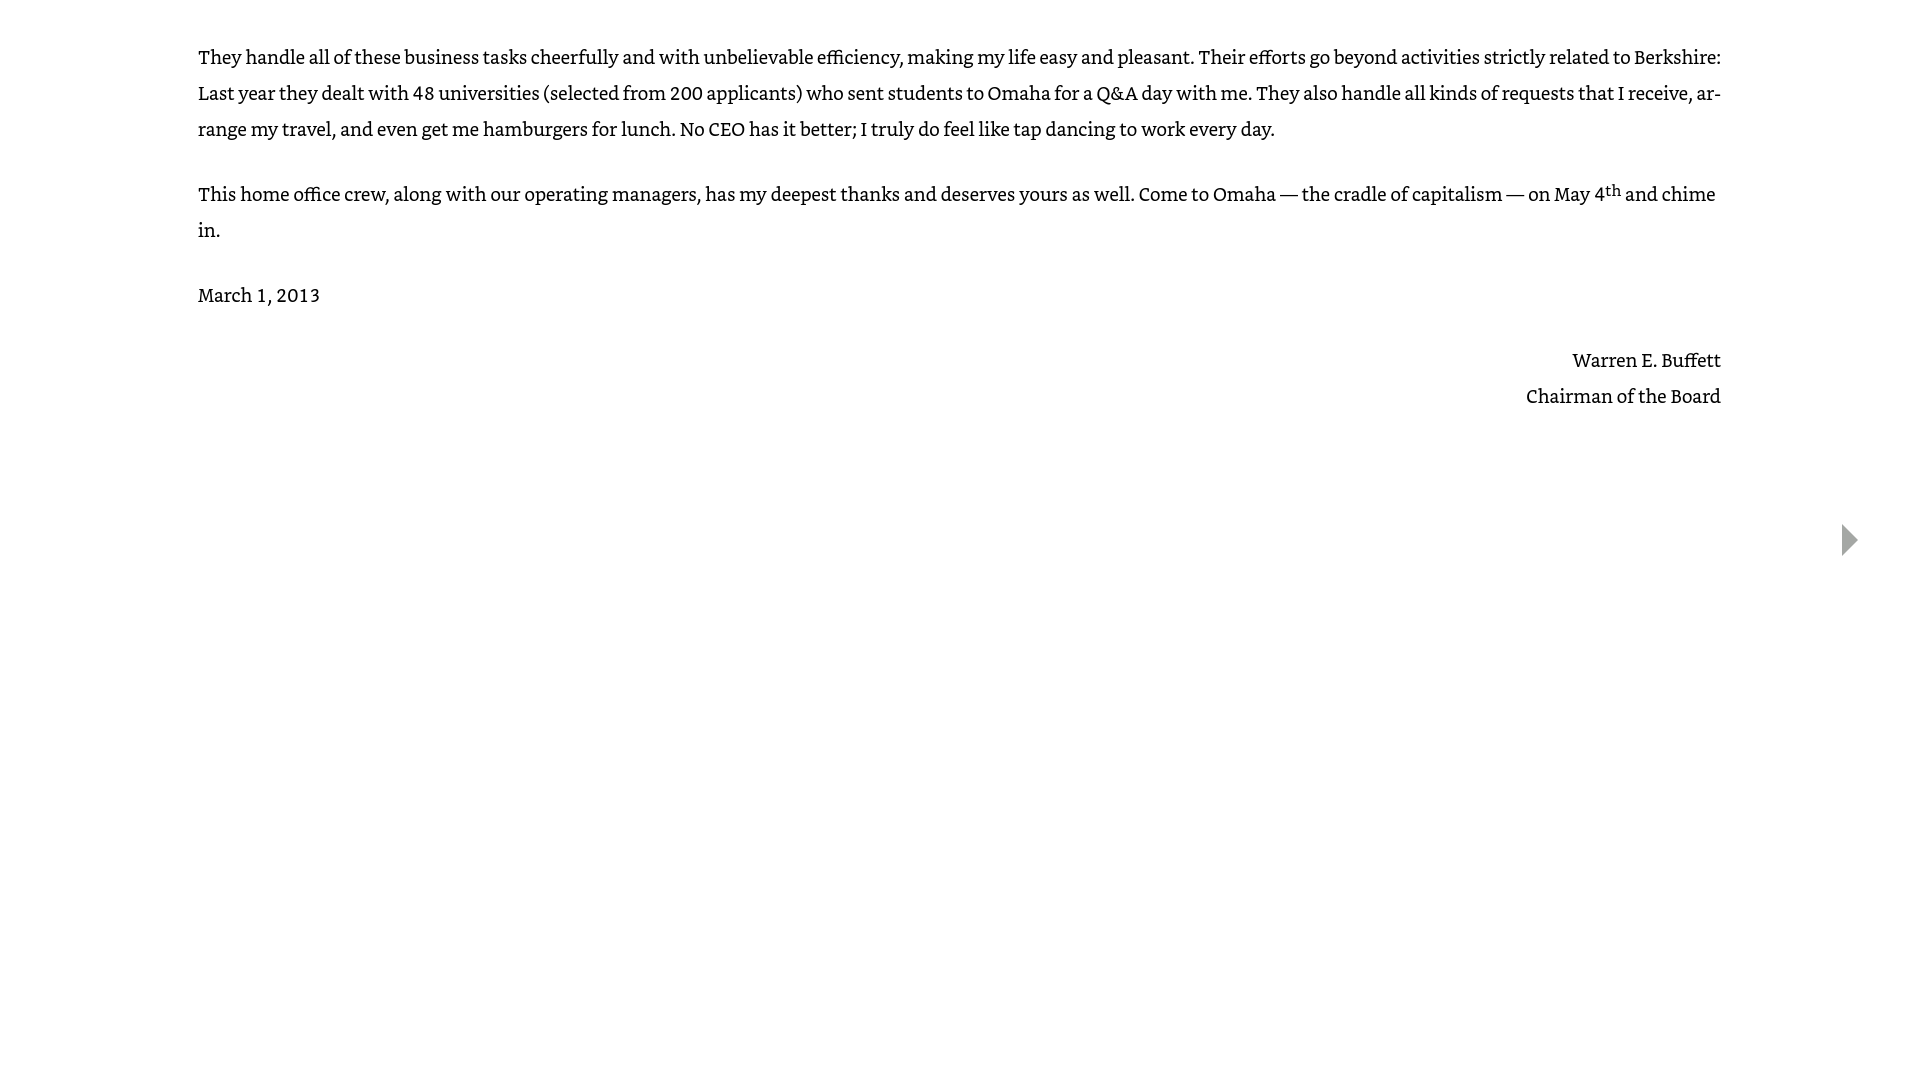 They handle all of these business tasks cheerfully and with unbelievable efficiency, making my life easy and pleasant. Their efforts go beyond activities strictly related to Berkshire:
Last year they dealt with 48 universities (selected from 200 applicants) who sent students to Omaha for a Q&A day with me. They also handle all kinds of requests that I receive, ar-
range my travel, and even get me hamburgers for lunch. No CEO has it better; I truly do feel like tap dancing to work every day.
This home office crew, along with our operating managers, has my deepest thanks and deserves yours as well. Come to Omaha — the cradle of capitalism — on May 4th and chime
in.
March 1, 2013
Warren E. Buffett
Chairman of the Board